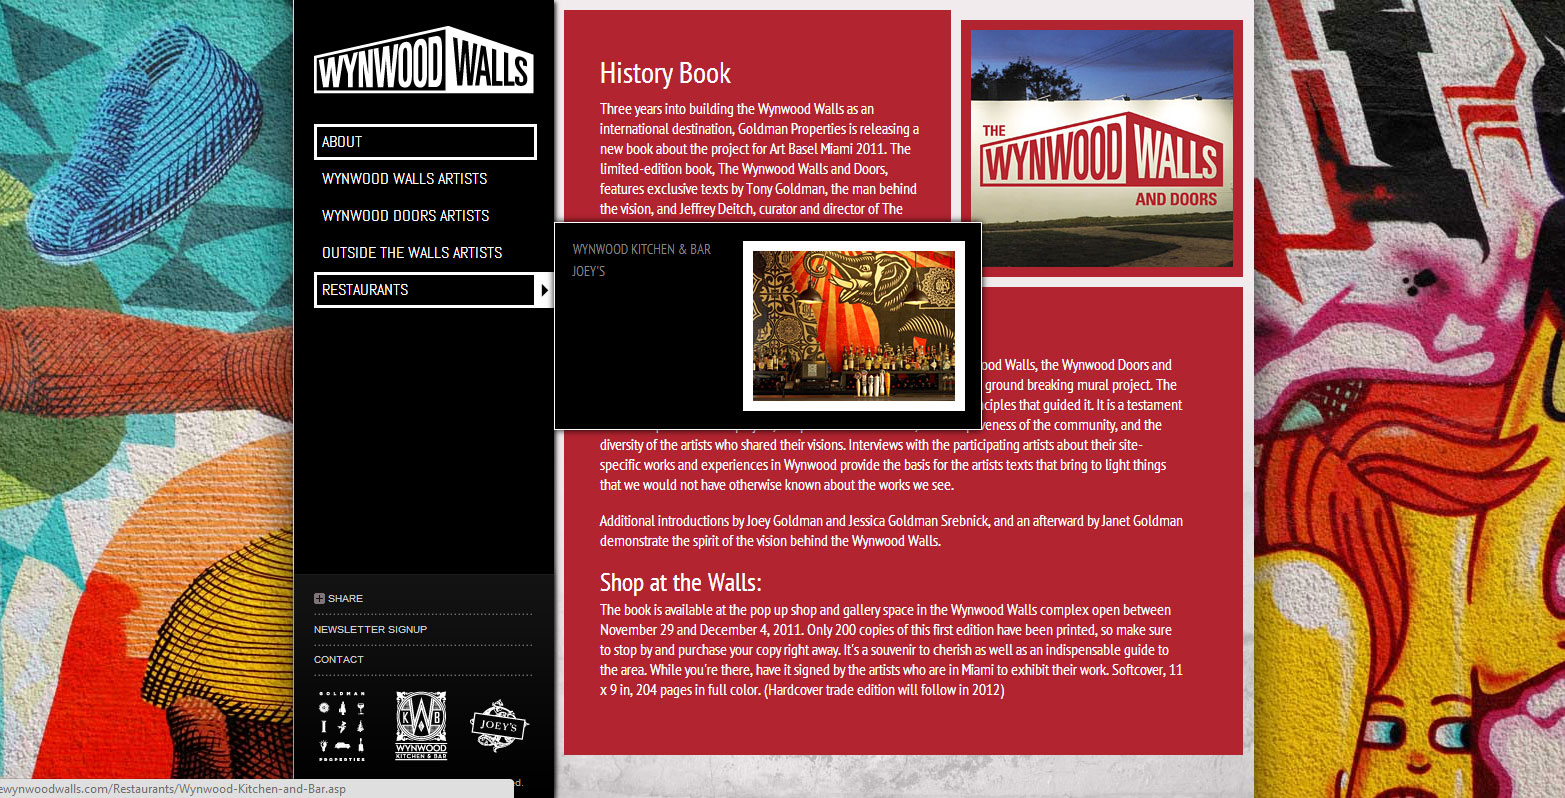 WYNWOOD WALLS
ABOUT
WYNWOOD WALLS ARTISTS
WYNWOOD DOORS ARTISTS
OUTSIDE THE WALLS ARTISTS
RESTAURANTS
WYNWOOD KITCHEN & BAR
JOEY'S
SHARE
NEWSLETTER SIGNUP
CONTACT
GOLDMAN
PROPERTIES
KWB
WYNWOOD
KITCHEN & BAR
JOEY'S
ed.
ewynwoodwalls.com/Restaurants/Wynwood-Kitchen-and-Bar.asp
History Book
Three years into building the Wynwood Walls as an
international destination, Goldman Properties is releasing a
new book about the project for Art Basel Miami 2011. The
limited-edition book, The Wynwood Walls and Doors,
features exclusive texts by Tony Goldman, the man behind
the vision, and Jeffrey Deitch, curator and director of The
THE
WYNWOOD WALLS
AND DOORS
ood Walls, the Wynwood Doors and
ground breaking mural project. The
nciples that guided it. It is a testament
veness of the community, and the
diversity of the artists who shared their visions. Interviews with the participating artists about their site-
specific works and experiences in Wynwood provide the basis for the artists texts that bring to light things
that we would not have otherwise known about the works we see.
Additional introductions by Joey Goldman and Jessica Goldman Srebnick, and an afterward by Janet Goldman
demonstrate the spirit of the vision behind the Wynwood Walls.
Shop at the Walls:
The book is available at the pop up shop and gallery space in the Wynwood Walls complex open between
November 29 and December 4, 2011. Only 200 copies of this first edition have been printed, so make sure
to stop by and purchase your copy right away. It's a souvenir to cherish as well as an indispensable guide to
the area. While you're there, have it signed by the artists who are in Miami to exhibit their work. Softcover, 11
x 9 in, 204 pages in full color. (Hardcover trade edition will follow in 2012)